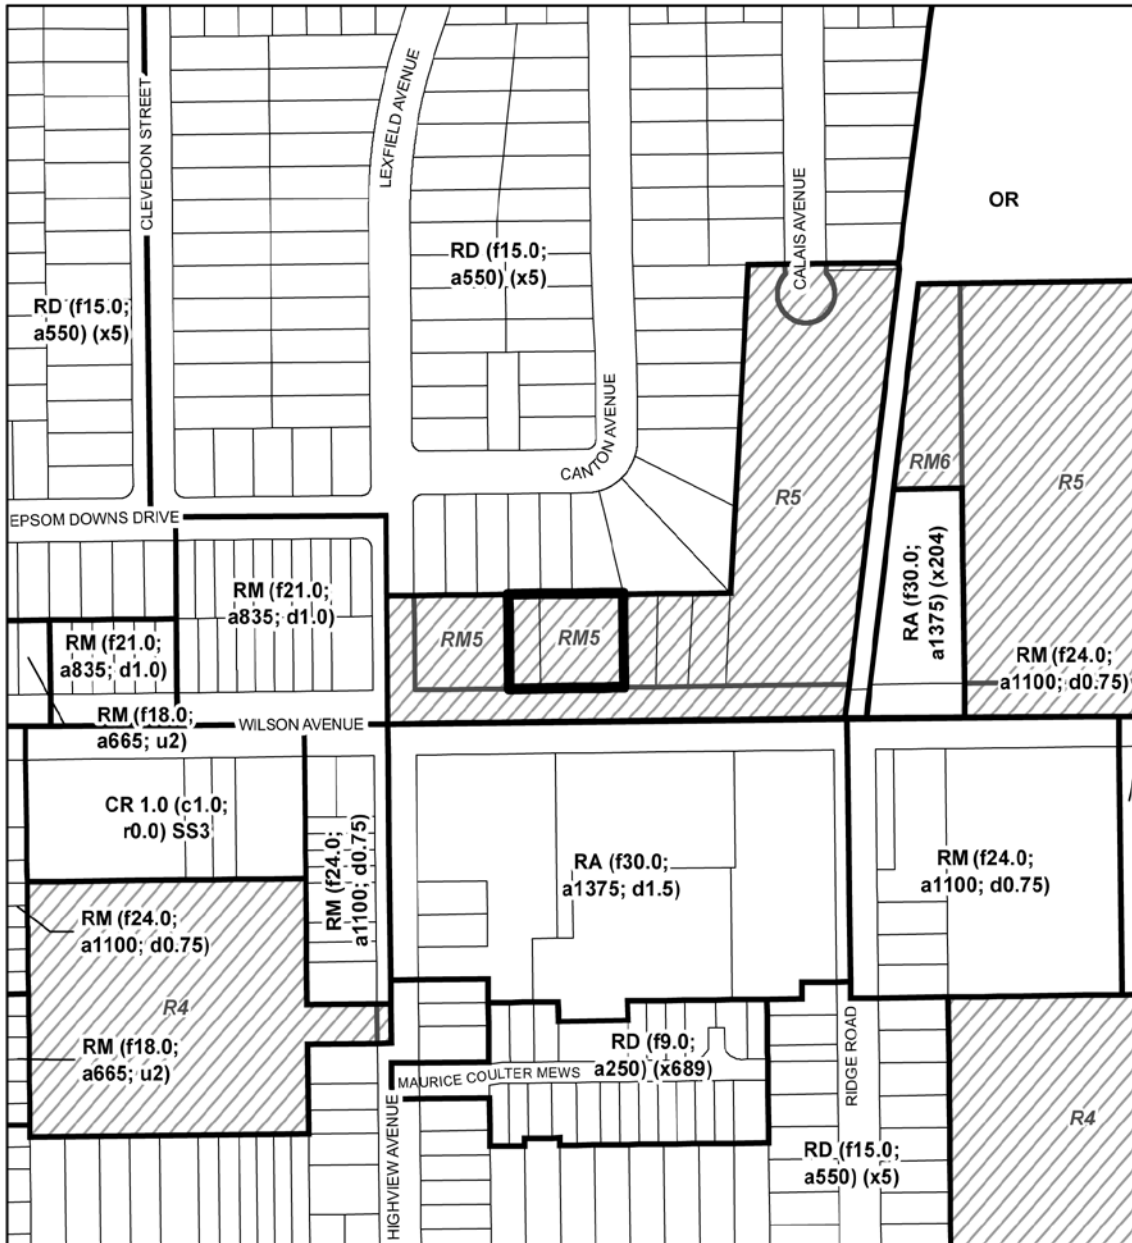 CLEVEDON STREET
LEXFIELD AVENUE
CALAIS AVENUE
OR
RD (f15.0;
a550) (x5)
RD (f15.0;
a550) (x5)
CANTON AVENUE
RM6
R5
R5
EPSOM DOWNS DRIVE
RA (f30.0;
a1375) (x204)
RM (f21.0;
a835; d1.0)
RM (f21.0;
a835; d1.0)
RM5
RM5
RM (f24.0;
a1100; d0.75)
RM (f18.0;
a665; u2)
WILSON AVENUE
CR 1.0 (c1.0;
r0.0) SS3
RM (f24.0;
a1100; d0.75)
RA (f30.0;
a1375; d1.5)
RM (f24.0;
a1100; d0.75)
RM (f24.0;
a1100; d0.75)
R4
RM (f18.0;
a665; u2)
RD (f9.0;
a250) (x689)
MAURICE COULTER MEWS
HIGHVIEW AVENUE
RIDGE ROAD
R4
RD (f15.0;
a550) (x5)